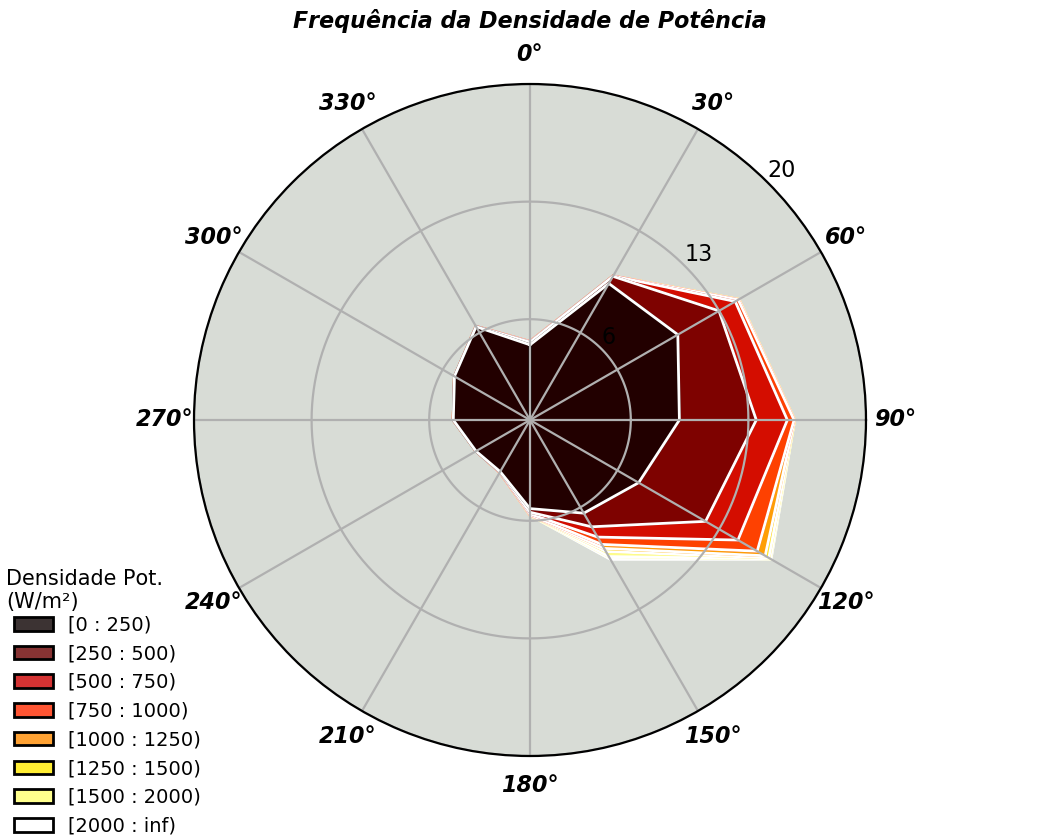 Frequência da Densidade de Potência
0°
330°
30°
20
300°
60°
13
6
270°
90°
Densidade Pot.
(W/m²)
240°
120°
[0 : 250)
[250 : 500)
[500 : 750)
[750 : 1000)
210°
150°
[1000 : 1250)
[1250 : 1500)
180°
[1500 : 2000)
[2000 : inf)